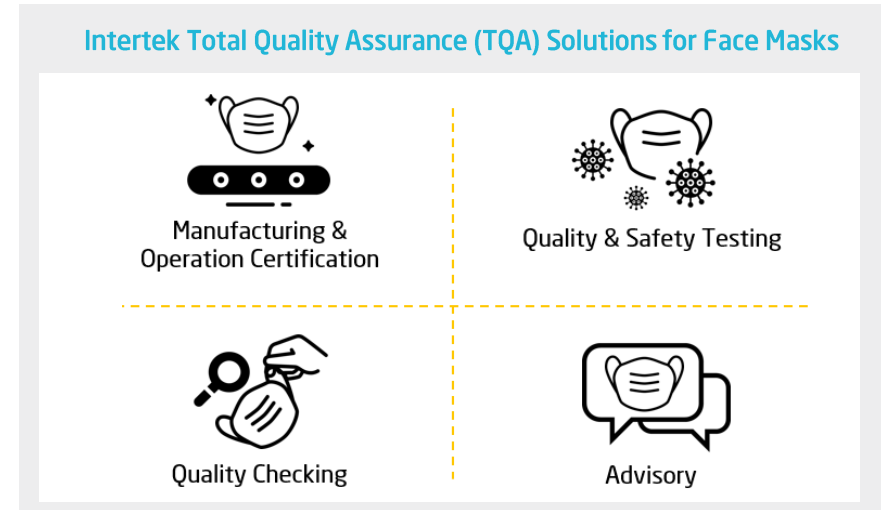 Intertek Total Quality Assurance (TQA) Solutions for Face Masks
Manufacturing &
Operation Certification
Quality & Safety Testing
Quality Checking
Advisory